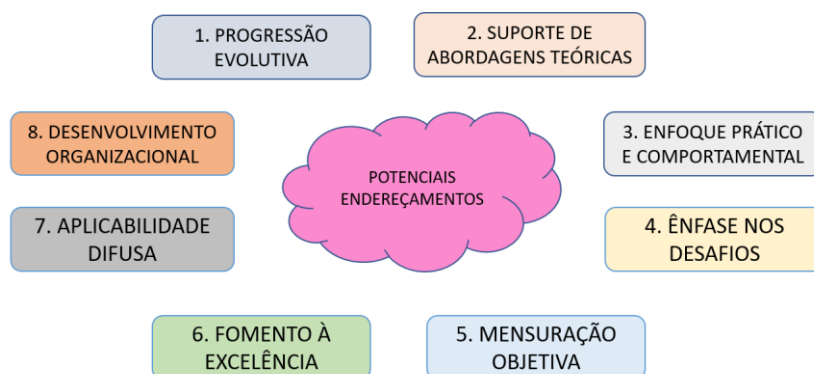 1. PROGRESSÃO
EVOLUTIVA
2. SUPORTE DE
ABORDAGENS TEÓRICAS
3. ENFOQUE PRÁTICO
E COMPORTAMENTAL
4. ÊNFASE NOS
DESAFIOS
5. MENSURAÇÃO
OBJETIVA
6. FOMENTO À
EXCELÊNCIA
7. APLICABILIDADE
DIFUSA
8. DESENVOLVIMENTO
ORGANIZACIONAL
POTENCIAIS
ENDEREÇAMENTOS